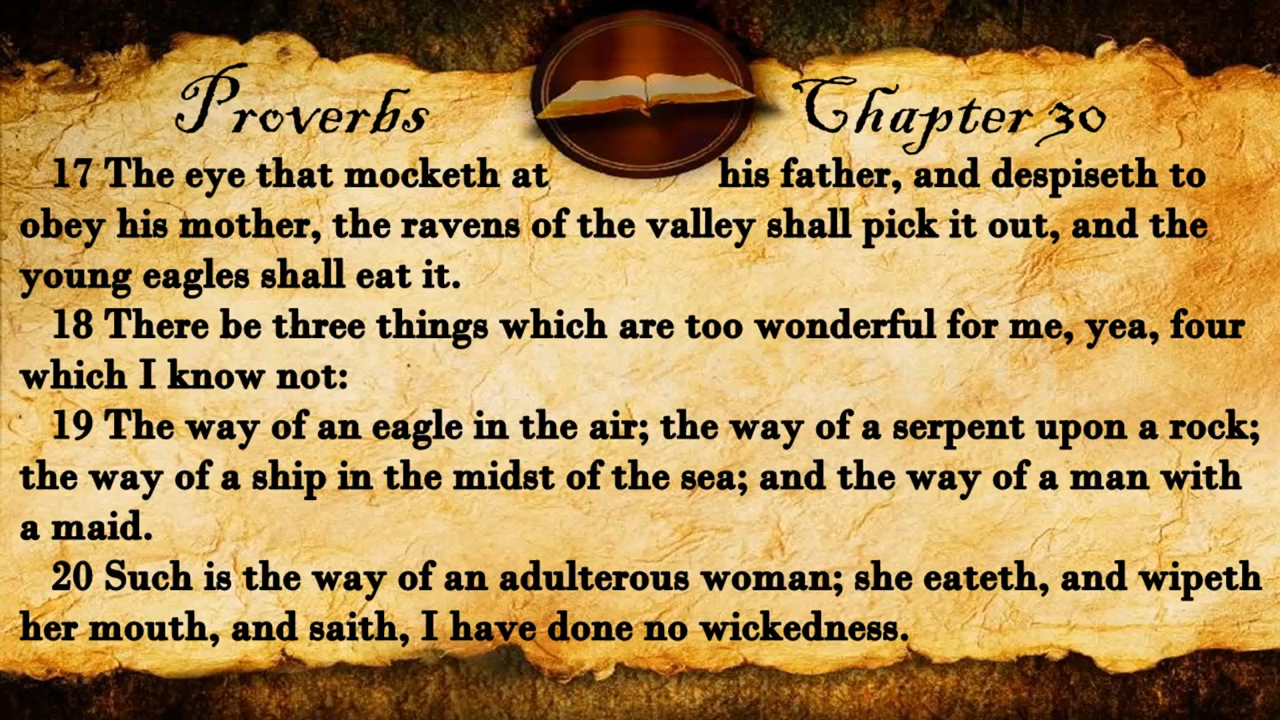 Proverbs Chapter 30
17 The eye that mocketh at his father, and despiseth to
obey his mother, the ravens of the valley shall pick it out, and the
young eagles shall eat it.
18 There be three things which are too wonderful for me, yea, four
which I know not:
19 The way of an eagle in the air; the way of a serpent upon a rock;
the way of a ship in the midst of the sea; and the way of a man with
a maid.
20 Such is the way of an adulterous woman; she eateth, and wipeth
her mouth, and saith, I have done no wickedness.